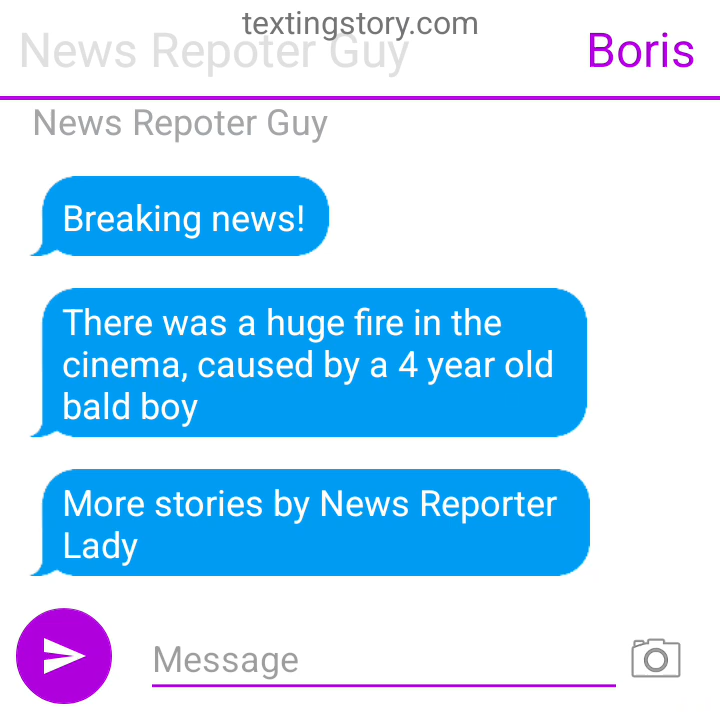 textingstory.com
News Repoter Guy
Boris
News Repoter Guy
Breaking news!
There was a huge fire in the
cinema, caused by a 4 year old
bald boy
More stories by News Reporter
Lady
Message